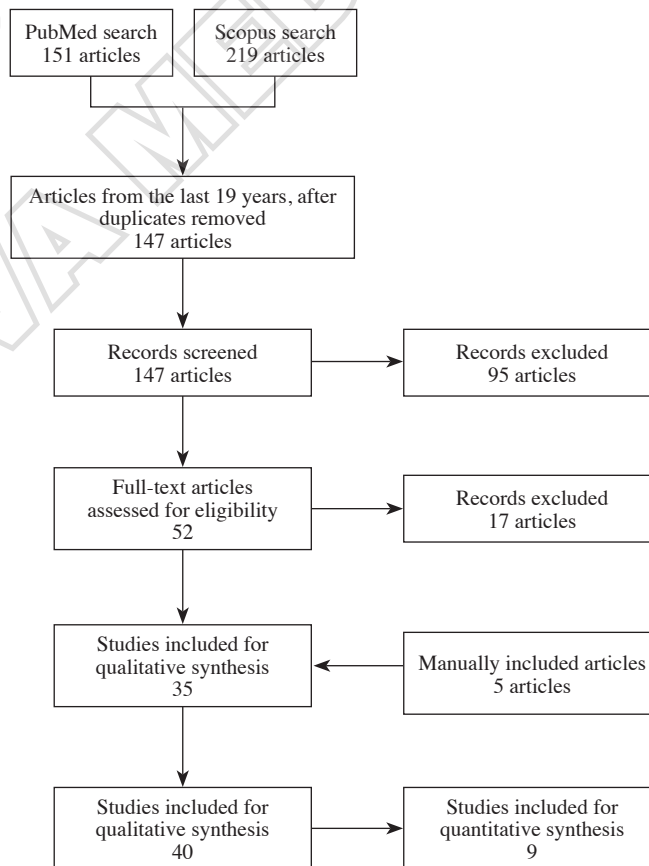 PubMed search
151 articles
Scopus search
219 articles
Articles from the last 19 years, after
duplicates removed
147 articles
Records screened
147 articles
Records excluded
95 articles
Full-text articles
assessed for eligibility
52
Records excluded
17 articles
Studies included for
qualitative synthesis
35
Manually included articles
5 articles
Studies included for
qualitative synthesis
40
Studies included for
quantitative synthesis
9